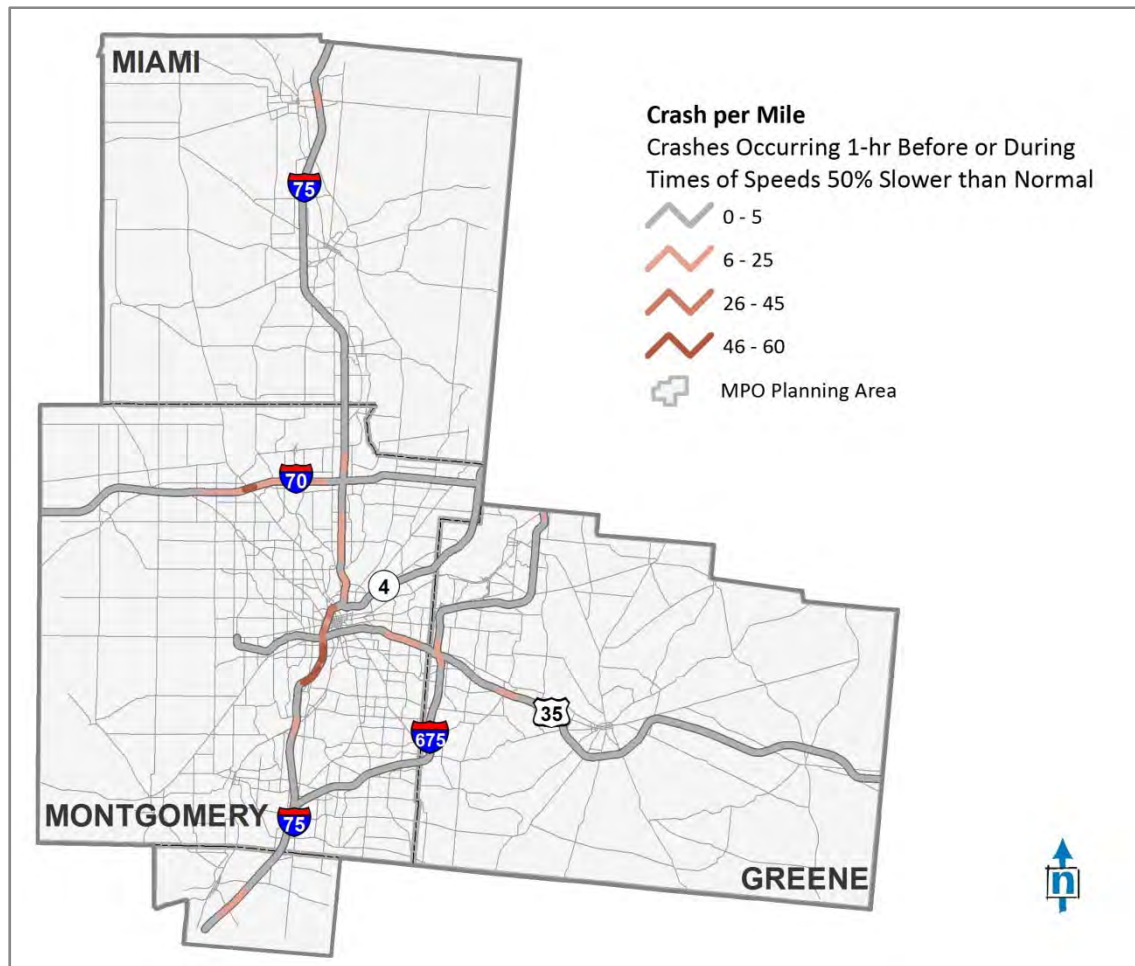 MIAMI
75
70
4
35
675
MONTGOMERY
75
GREENE
Crash per Mile
Crashes Occurring 1-hr Before or During
Times of Speeds 50% Slower than Normal
0 - 5
6 - 25
26 - 45
46 - 60
MPO Planning Area
n